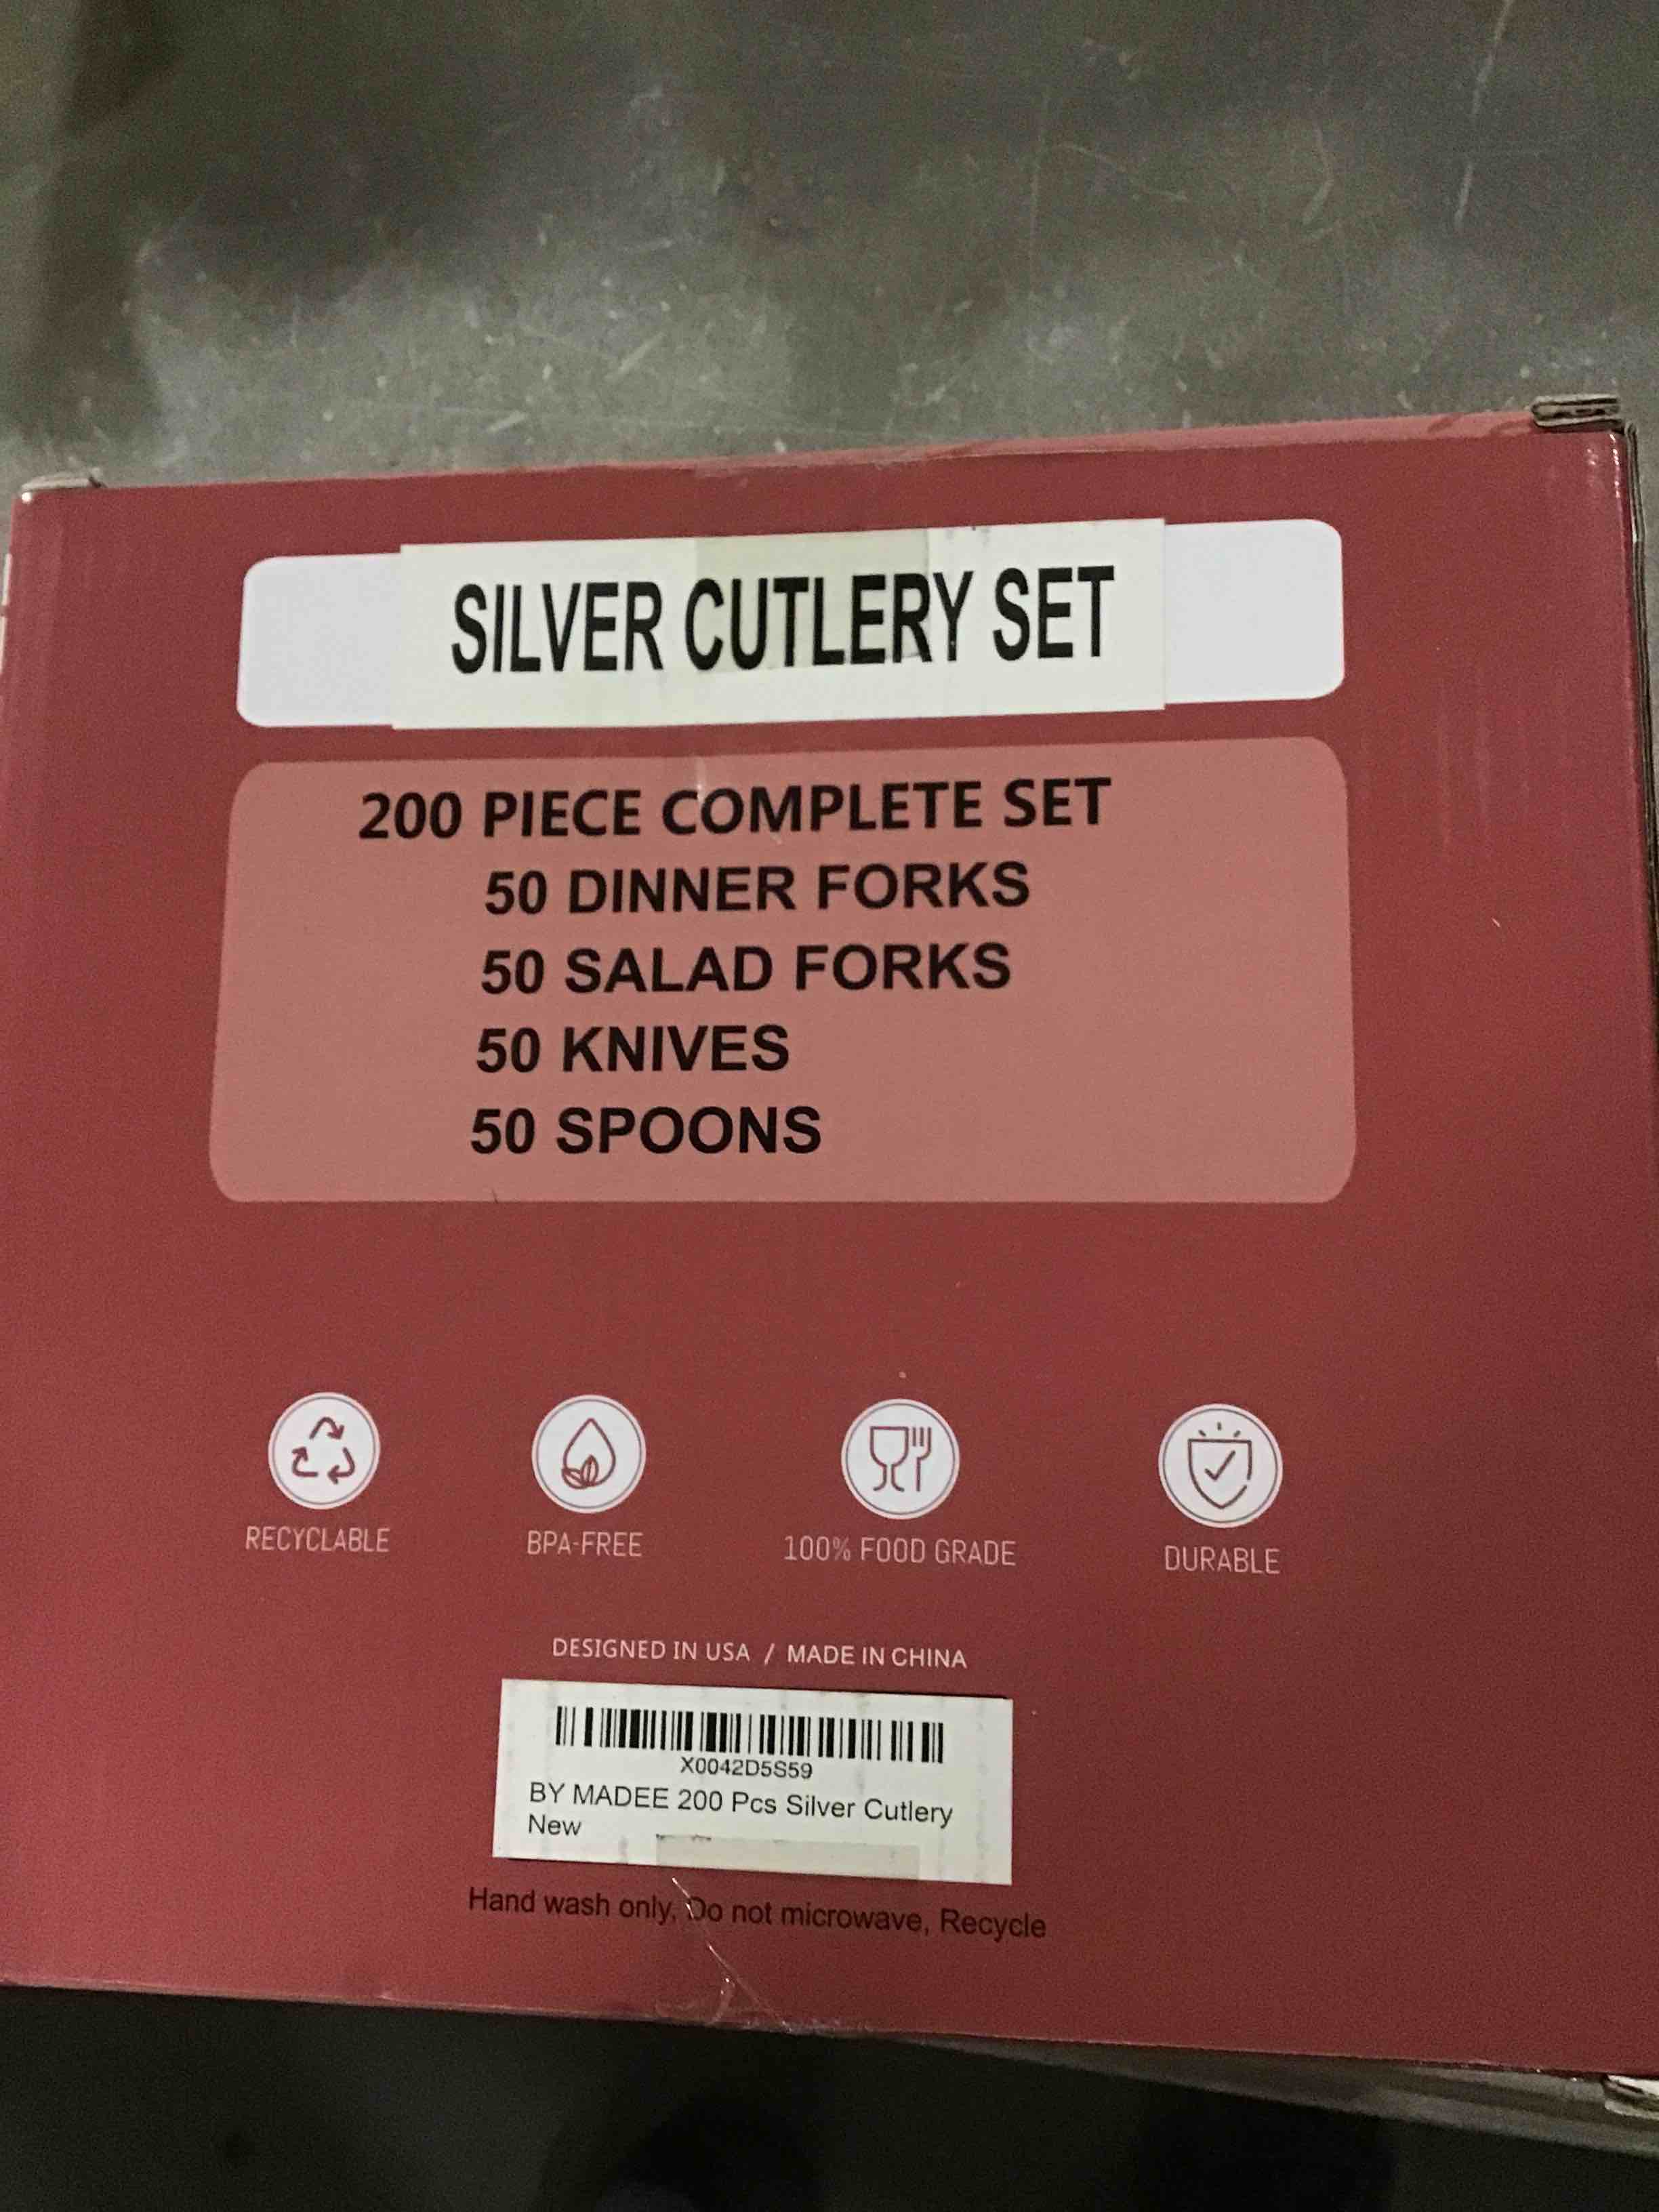 SILVER CUTLERY SET
200 PIECE COMPLETE SET
50 DINNER FORKS
50 SALAD FORKS
50 KNIVES
50 SPOONS
RECYCLABLE
BPA-FREE
100% FOOD GRADE
DURABLE
DESIGNED IN USA / MADE IN CHINA
X0042D5S59
BY MADEE 200 Pcs Silver Cutlery
New
Hand wash only, Do not microwave, Recycle